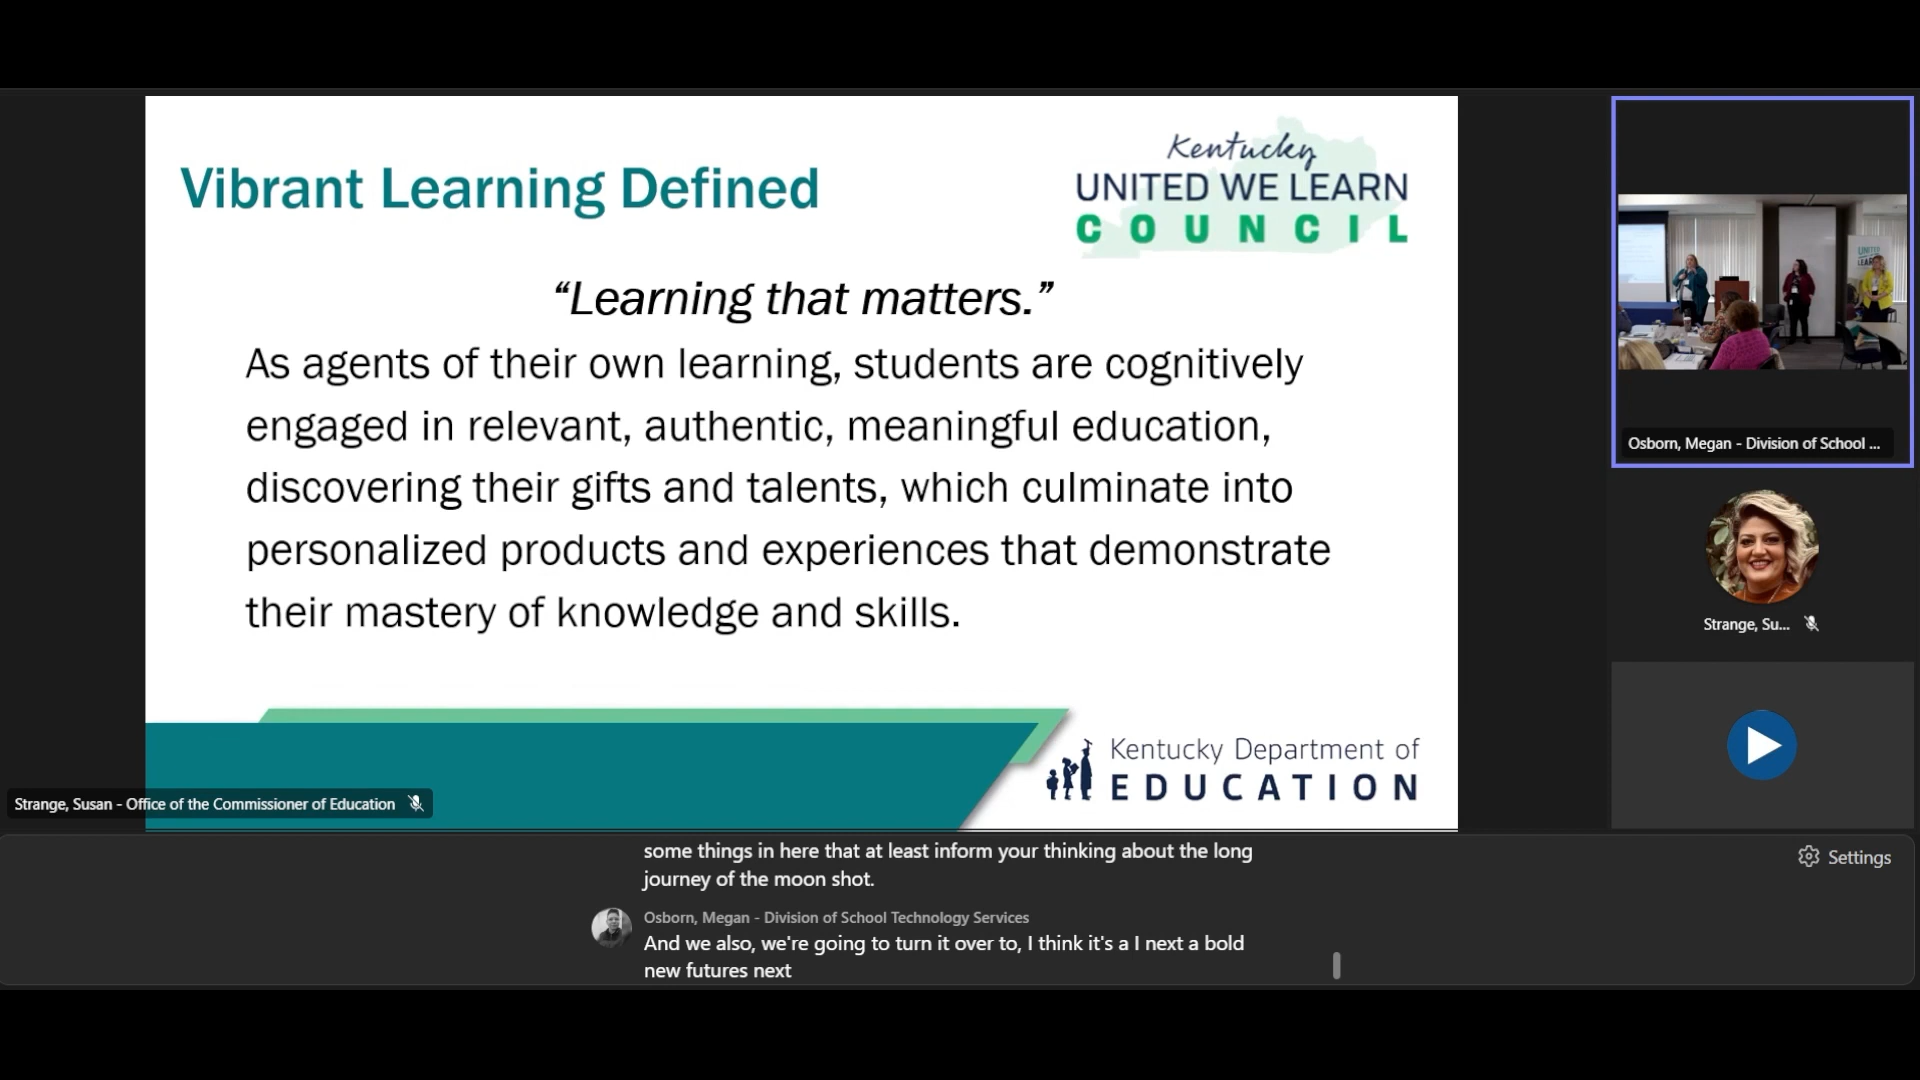 Vibrant Learning Defined
Kentucky
UNITED WE LEARN
COUNCIL
“Learning that matters.”
As agents of their own learning, students are cognitively
engaged in relevant, authentic, meaningful education,
discovering their gifts and talents, which culminate into
personalized products and experiences that demonstrate
their mastery of knowledge and skills.
Kentucky Department of
EDUCATION
Strange, Susan - Office of the Commissioner of Education
UNITED
LEARN
Osborn, Megan - Division of School ...
Strange, Su...
Settings
some things in here that at least inform your thinking about the long
journey of the moon shot.
Osborn, Megan - Division of School Technology Services
And we also, we're going to turn it over to, I think it's a I next a bold
new futures next